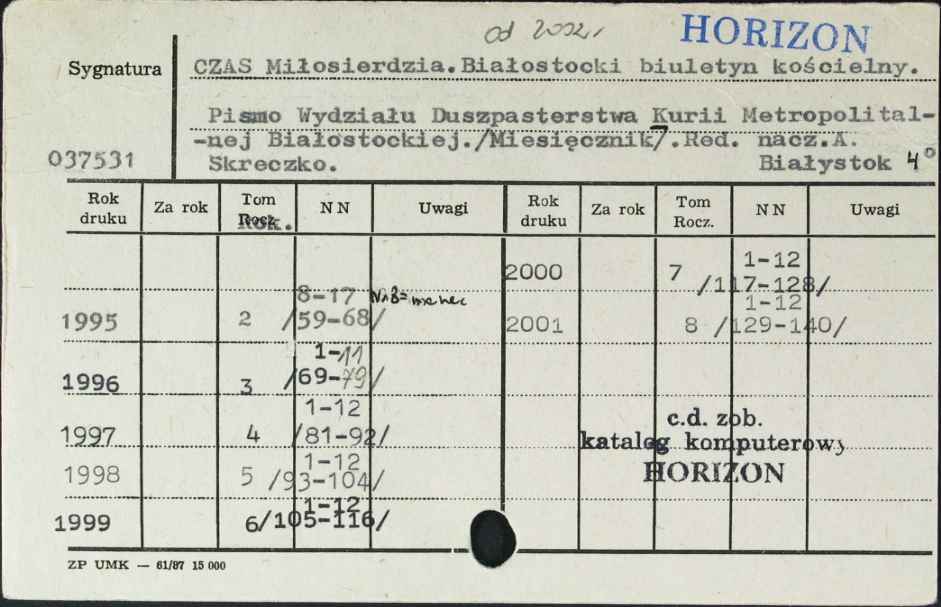 od 2002,
HORIZON
Sygnatura
CZAS Miłosierdzia.Białostocki biuletyn kościelny.
Pismo Wydziału Duszpasterstwa Kurii Metropolital-
-nej Białostockiej./Miesięcznik/.Red. nacz.A.
037531 Skreczko. Białystok 4°
Rok druku Za rok Tom Rok. NN Uwagi Rok druku Za rok Tom Rocz. NN Uwagi
2000 7 1-12 /117-128/
1995 2 8-17 /59-68/ Nr 8=
2001 8 1-12 /129-140/
1996 3 1-11 /69-79/
1997 4 1-12 /81-92/
1998 5 1-12 /93-104/
1999 6 1-12 /105-116/
c.d. zob.
katalog komputerowy
HORIZON
ZP UMK — 61/87 15 000